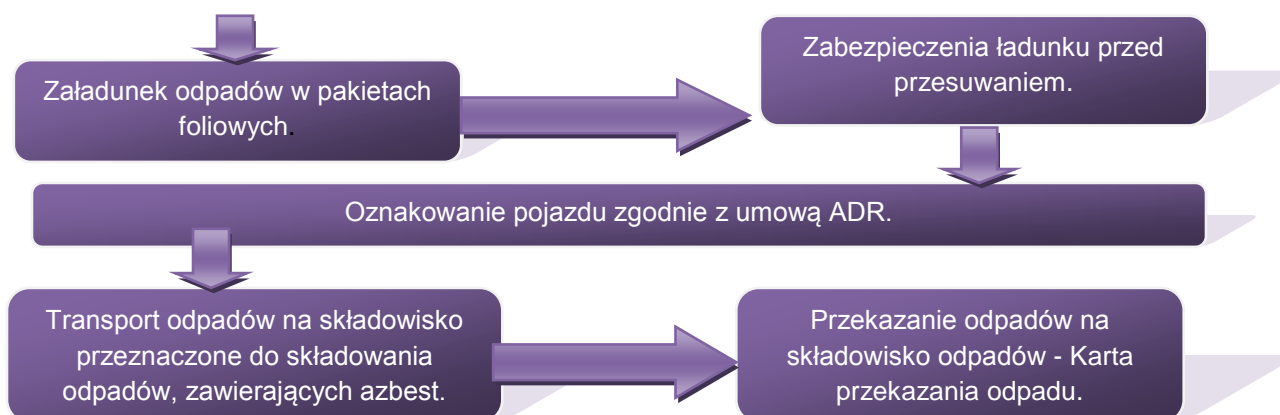 Załadunek odpadów w pakietach
foliowych.
Zabezpieczenia ładunku przed
przesuwaniem.
Oznakowanie pojazdu zgodnie z umową ADR.
Transport odpadów na składowisko
przeznaczone do składowania
odpadów, zawierających azbest.
Przekazanie odpadów na
składowisko odpadów - Karta
przekazania odpadu.